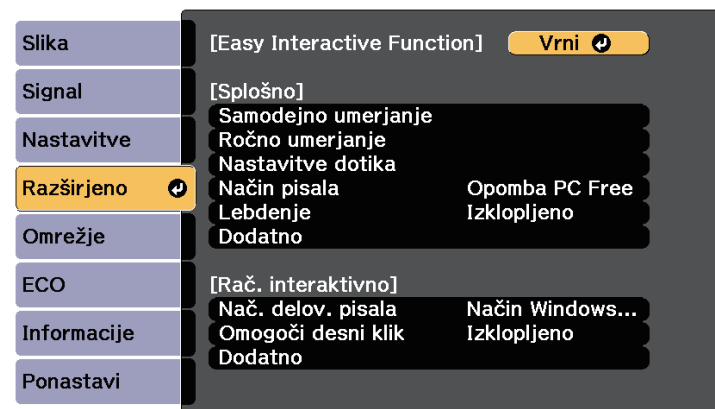 Slika
Signal
Nastavitve
Razširjeno
Omrežje
ECO
Informacije
Ponastavi
[Easy Interactive Function] Vrni
[Splošno]
Samodejno umerjanje
Ročno umerjanje
Nastavitve dotika
Način pisala Opomba PC Free
Lebdenje Izklopljeno
Dodatno
[Rač. interaktivno]
Nač. delov. pisala Način Windows...
Omogoči desni klik Izklopljeno
Dodatno